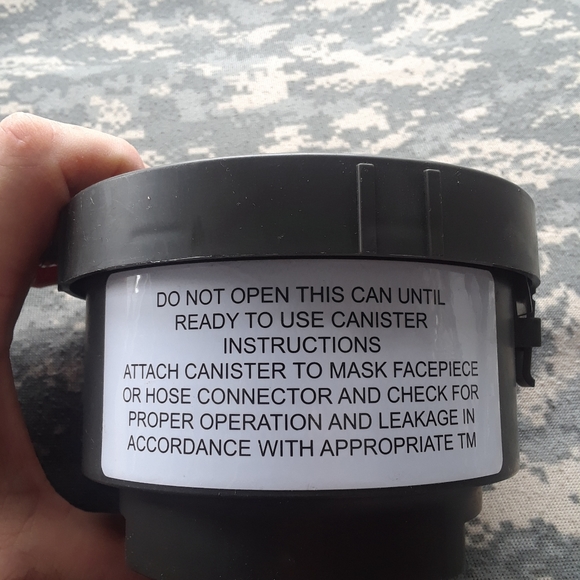 DO NOT OPEN THIS CAN UNTIL
READY TO USE CANISTER
INSTRUCTIONS
ATTACH CANISTER TO MASK FACEPIECE
OR HOSE CONNECTOR AND CHECK FOR
PROPER OPERATION AND LEAKAGE IN
ACCORDANCE WITH APPROPRIATE TM